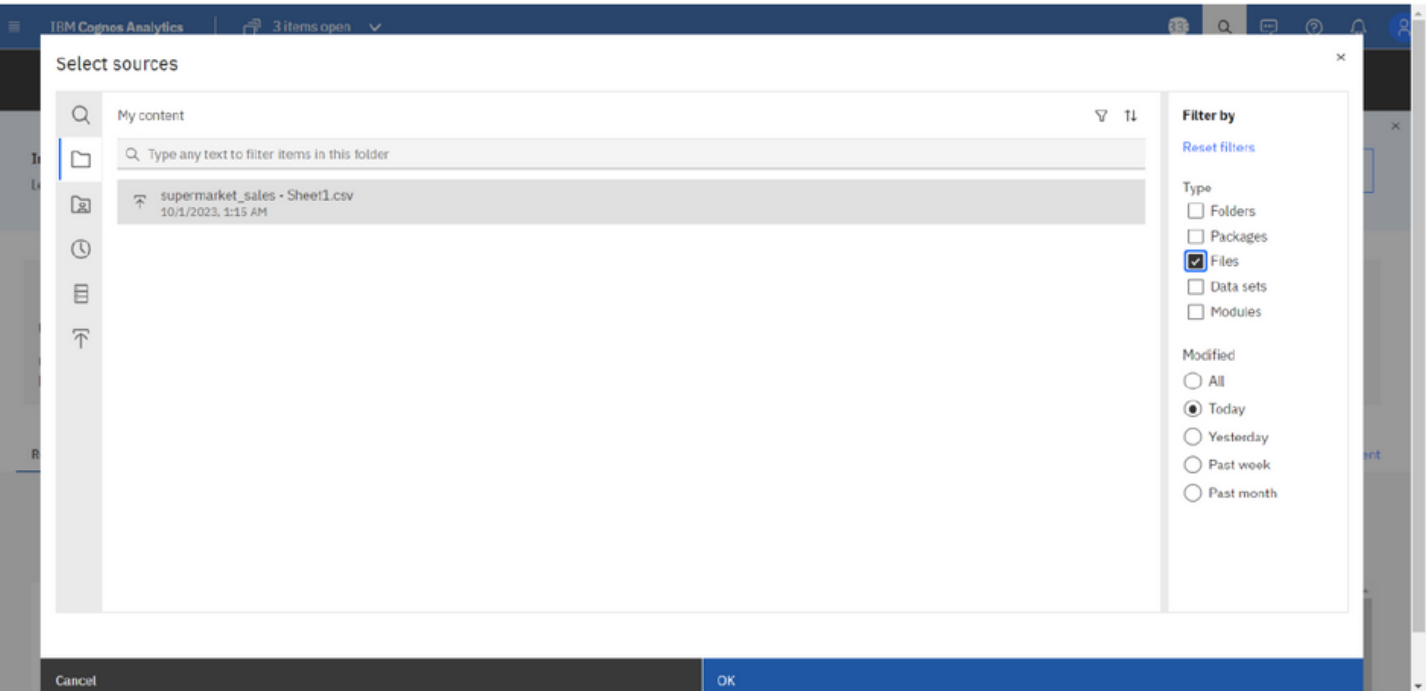 IBM Cognos Analytics
3 items open
Select sources
My content
Type any text to filter items in this folder
supermarket_sales - Sheet1.csv
10/1/2023, 1:15 AM
Filter by
Reset filters
Type
Folders
Packages
Files
Data sets
Modules
Modified
All
Today
Yesterday
Past week
Past month
Cancel
OK